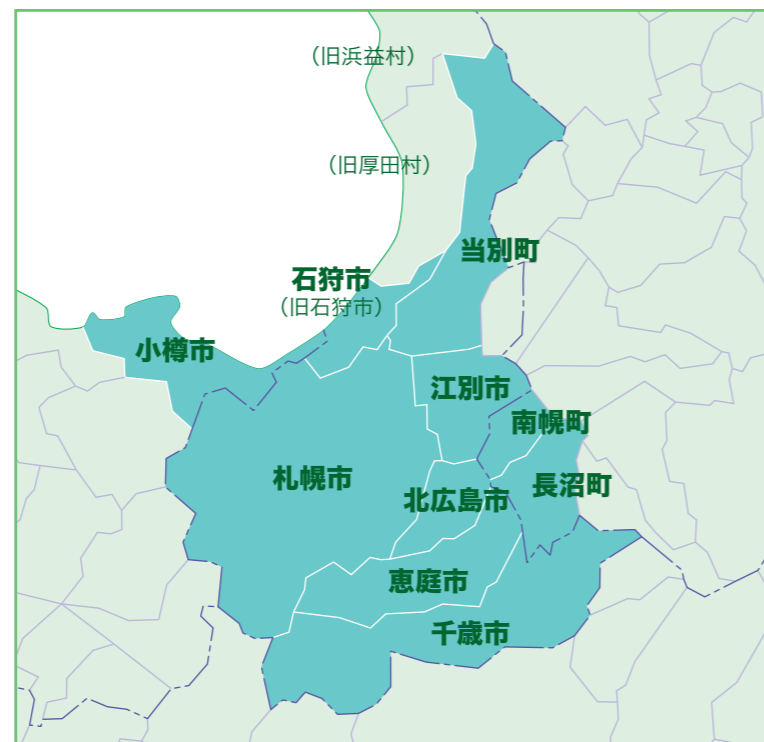 （旧浜益村）
（旧厚田村）
当別町
石狩市
（旧石狩市）
小樽市
江別市
南幌町
札幌市
北広島市
長沼町
恵庭市
千歳市